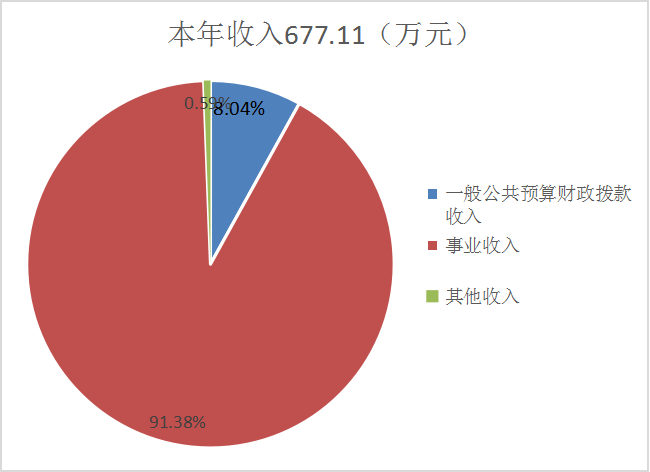 本年收入677.11（万元）
0.59%
8.04%
一般公共预算财政拨款
收入
事业收入
其他收入
91.38%